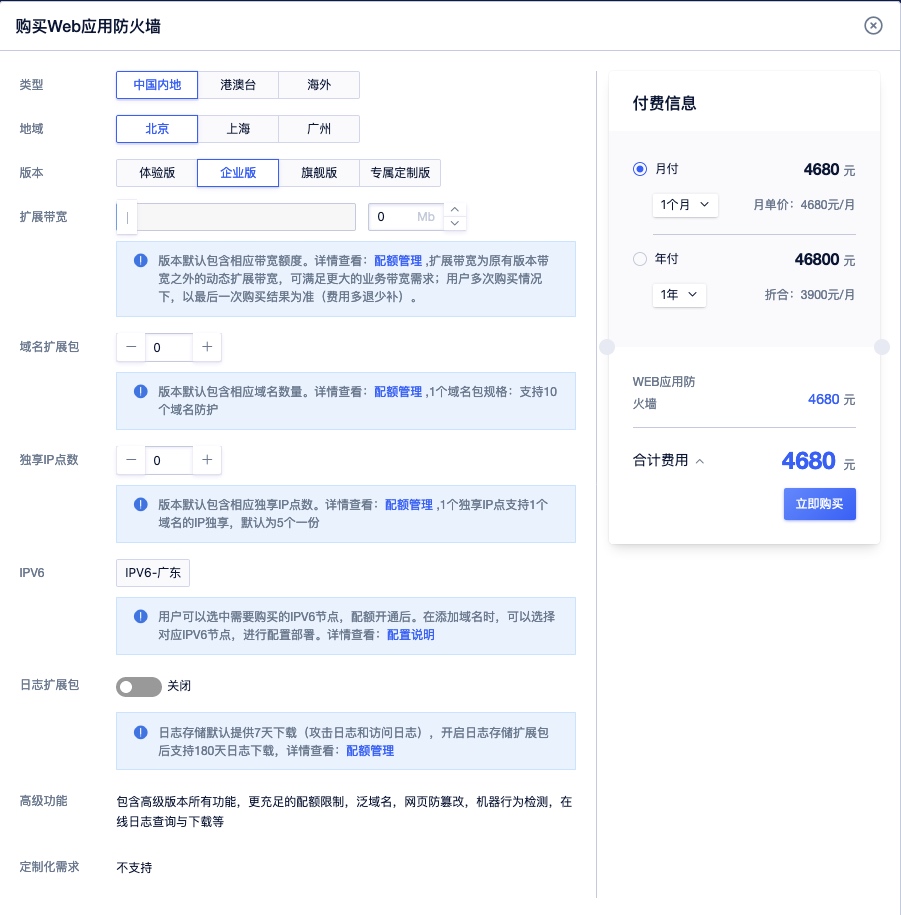 购买Web应用防火墙
类型
中国内地 港澳台 海外
地域
北京 上海 广州
版本
体验版 企业版 旗舰版 专属定制版
扩展带宽
0 Mb
版本默认包含相应带宽额度。详情查看：配额管理 ,扩展带宽为原有版本带
宽之外的动态扩展带宽，可满足更大的业务带宽需求；用户多次购买情况
下，以最后一次购买结果为准（费用多退少补）。
域名扩展包
0
版本默认包含相应域名数量。详情查看：配额管理 ,1个域名包规格：支持10
个域名防护
独享IP点数
0
版本默认包含相应独享IP点数。详情查看：配额管理 ,1个独享IP点支持1个
域名的IP独享，默认为5个一份
IPV6
IPV6-广东
用户可以选中需要购买的IPV6节点，配额开通后。在添加域名时，可以选择
对应IPV6节点，进行配置部署。详情查看：配置说明
日志扩展包
关闭
日志存储默认提供7天下载（攻击日志和访问日志），开启日志存储扩展包
后支持180天日志下载，详情查看：配额管理
高级功能
包含高级版本所有功能，更充足的配额限制，泛域名，网页防篡改，机器行为检测，在
线日志查询与下载等
定制化需求
不支持
付费信息
月付 4680 元
1个月 月单价：4680元/月
年付 46800 元
1年 折合：3900元/月
WEB应用防
火墙
4680 元
合计费用 4680 元
立即购买